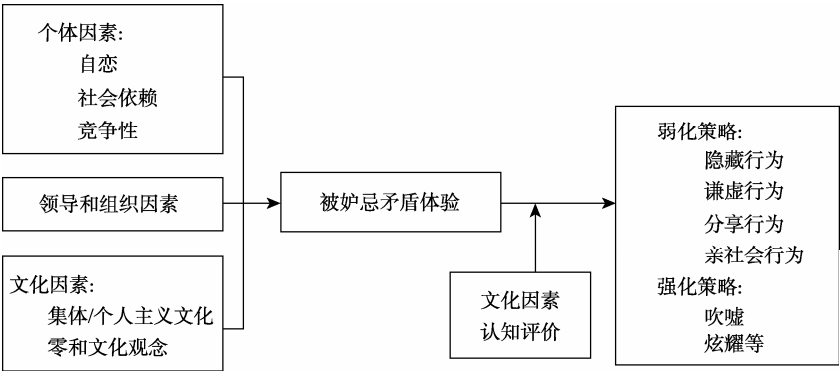 个体因素:
自恋
社会依赖
竞争性
领导和组织因素
文化因素:
集体/个人主义文化
零和文化观念
被妒忌矛盾体验
文化因素
认知评价
弱化策略:
隐藏行为
谦虚行为
分享行为
亲社会行为
强化策略:
吹嘘
炫耀等